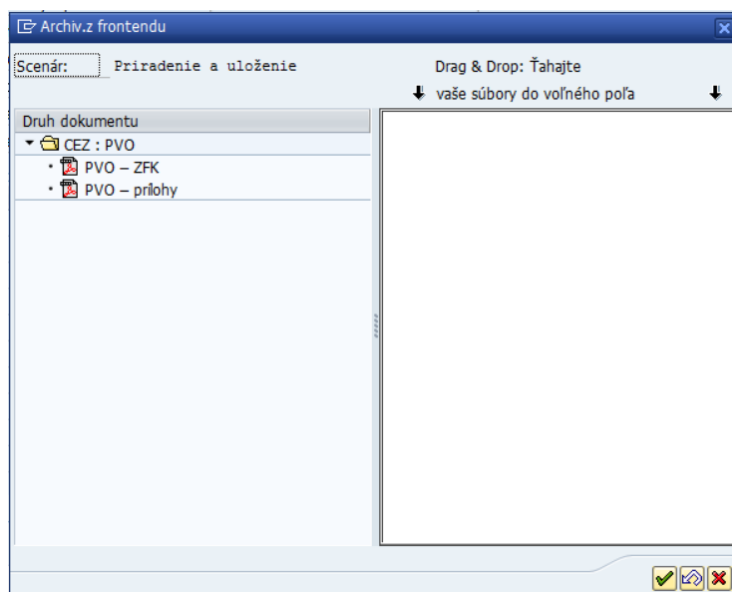 Archiv.z frontendu
Scenár: Priradenie a uloženie
Drag & Drop: Ťahajte
vaše súbory do voľného poľa
Druh dokumentu
CEZ : PVO
PVO – ZFK
PVO – prílohy